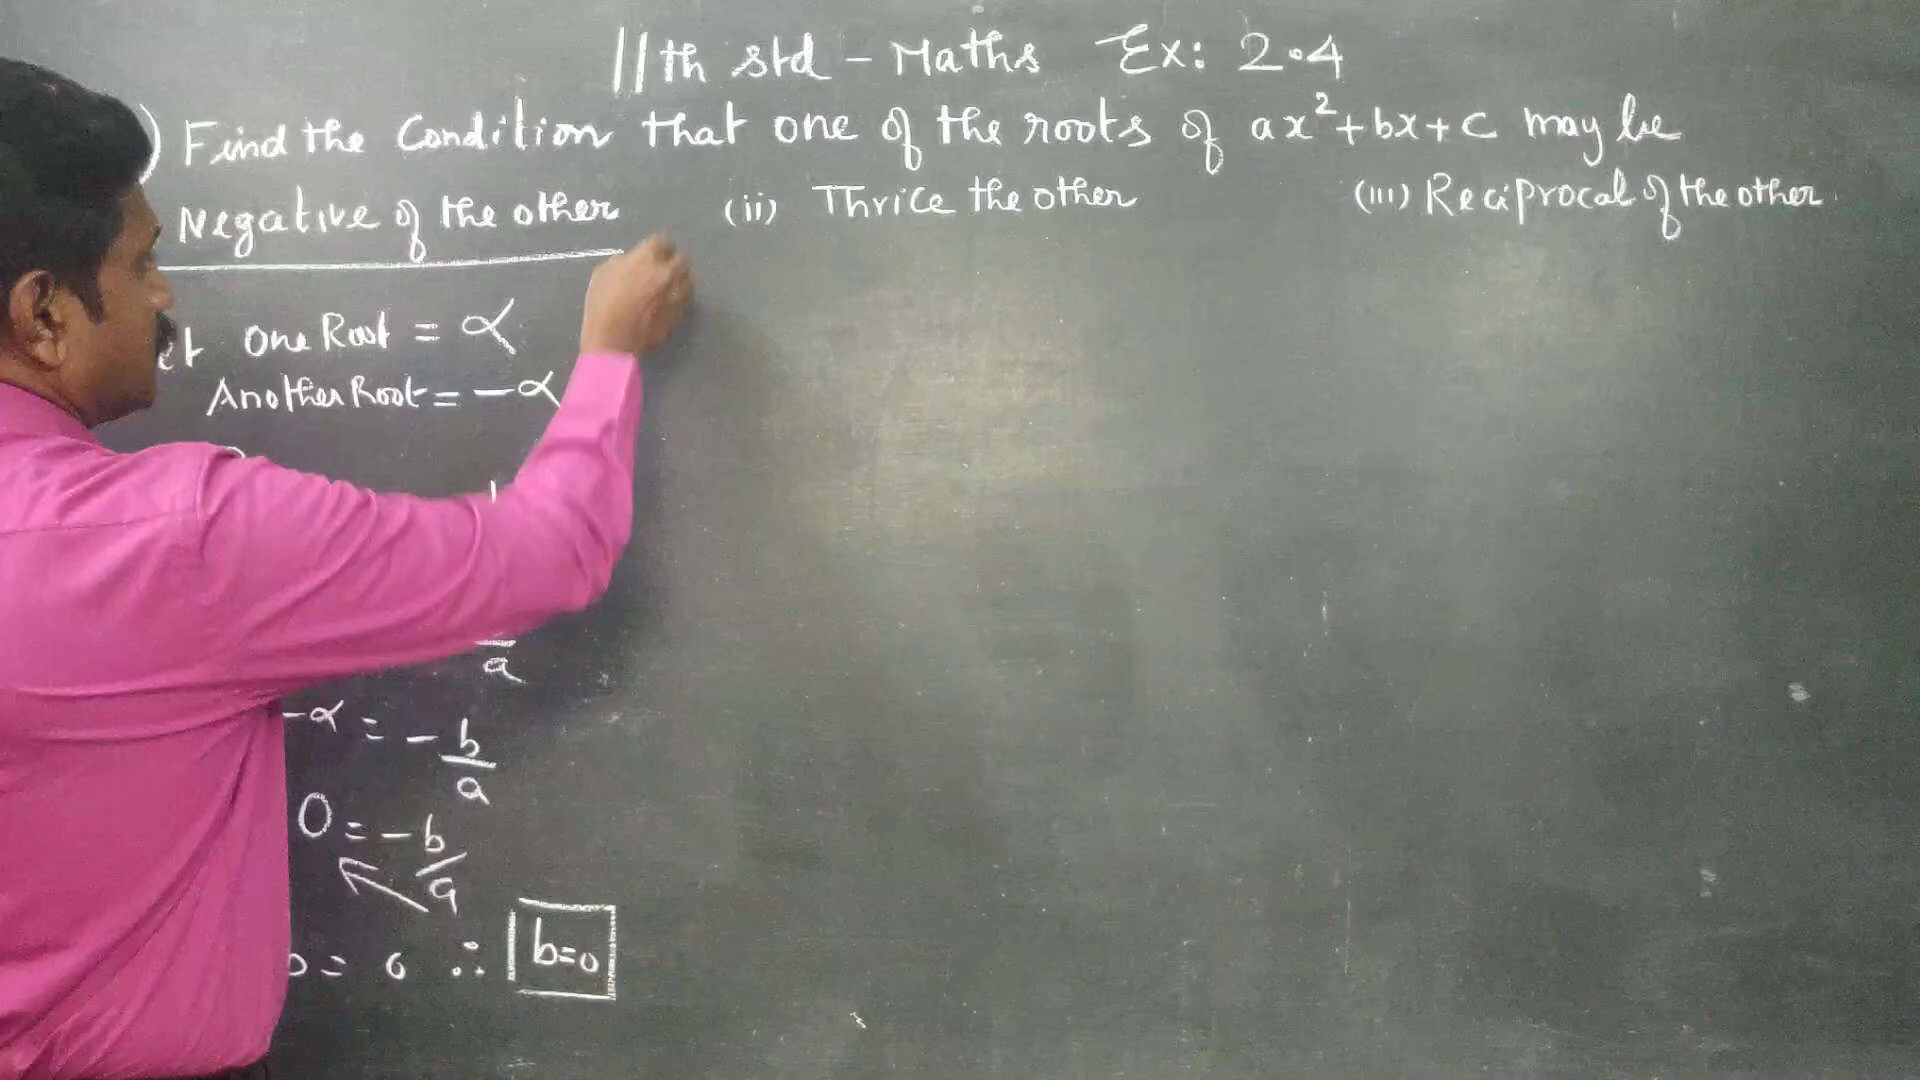 11th std - Maths Ex: 2.4
) Find the Condition that one of the roots of ax²+bx+c may be
Negative of the other (ii) Thrice the other (iii) Reciprocal of the other
One Root = α
Another Root = -α
a
-α = -b/a
0 = -b/a
= 0 ∴ b=0